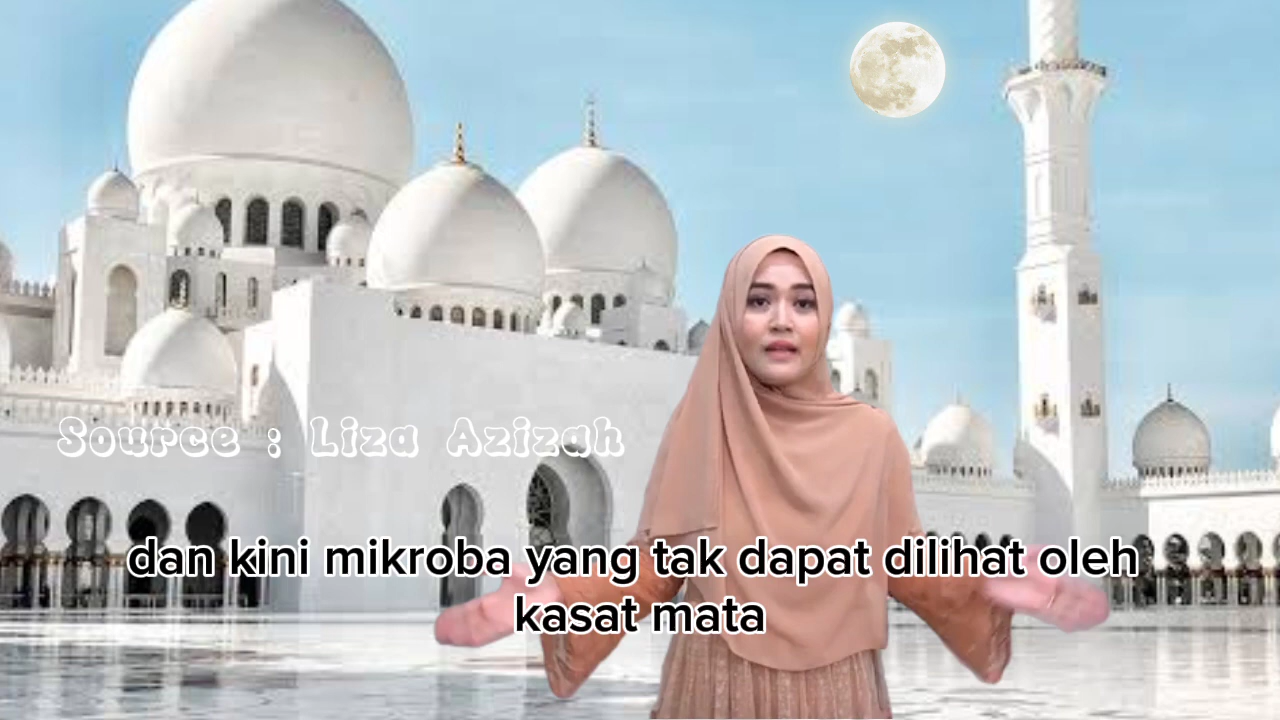 Source : Liza Azizah
dan kini mikroba yang tak dapat dilihat oleh
kasat mata